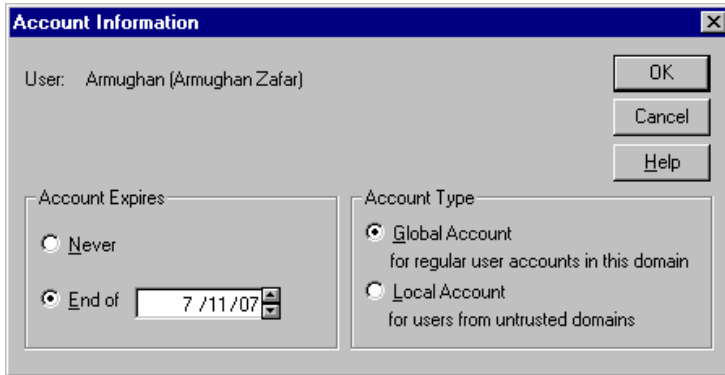 Account Information
User: Armughan (Armughan Zafar)
OK
Cancel
Help
Account Expires
Never
End of 7 /11/07
Account Type
Global Account
for regular user accounts in this domain
Local Account
for users from untrusted domains